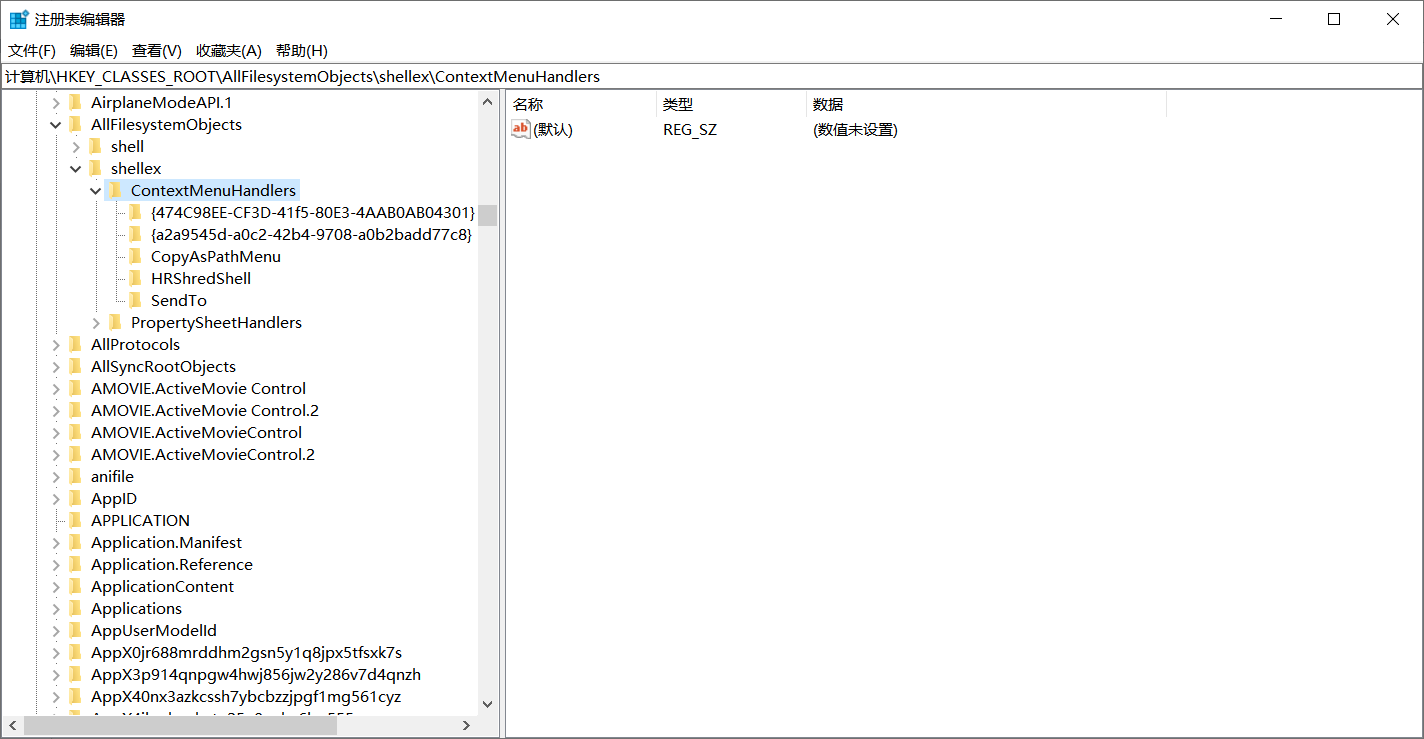 注册表编辑器
文件(F) 编辑(E) 查看(V) 收藏夹(A) 帮助(H)
计算机\HKEY_CLASSES_ROOT\AllFilesystemObjects\shellex\ContextMenuHandlers
AirplaneModeAPI.1
AllFilesystemObjects
shell
shellex
ContextMenuHandlers
{474C98EE-CF3D-41f5-80E3-4AAB0AB04301}
{a2a9545d-a0c2-42b4-9708-a0b2badd77c8}
CopyAsPathMenu
HRShredShell
SendTo
PropertySheetHandlers
AllProtocols
AllSyncRootObjects
AMOVIE.ActiveMovie Control
AMOVIE.ActiveMovie Control.2
AMOVIE.ActiveMovieControl
AMOVIE.ActiveMovieControl.2
anifile
AppID
APPLICATION
Application.Manifest
Application.Reference
ApplicationContent
Applications
AppUserModelId
AppX0jr688mrddhm2gsn5y1q8jpx5tfsxk7s
AppX3p914qnpgw4hwj856jw2y286v7d4qnzh
AppX40nx3azkcssh7ybcbzzjpgf1mg561cyz
名称 类型 数据
ab (默认) REG_SZ (数值未设置)